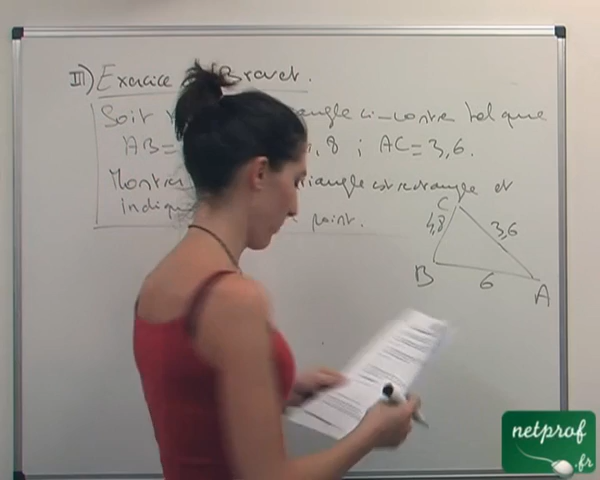 III) Exercice Brevet.
Soit angle ci-contre tel que
AB= ,8 ; AC=3,6.
Montrer iangle est rectangle et
indiqu point.
C
4,8
3,6
B
6
A
netprof
.fr